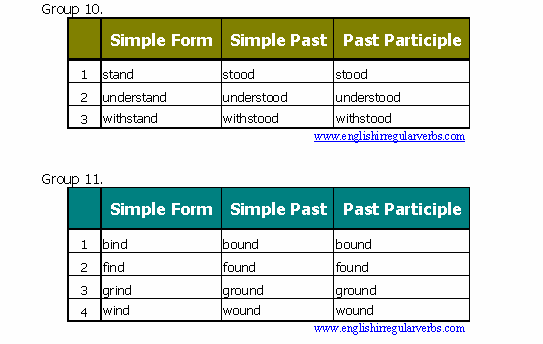 Group 10.
Simple Form Simple Past Past Participle
1 stand stood stood
2 understand understood understood
3 withstand withstood withstood
www.englishirregularverbs.com
Group 11.
Simple Form Simple Past Past Participle
1 bind bound bound
2 find found found
3 grind ground ground
4 wind wound wound
www.englishirregularverbs.com